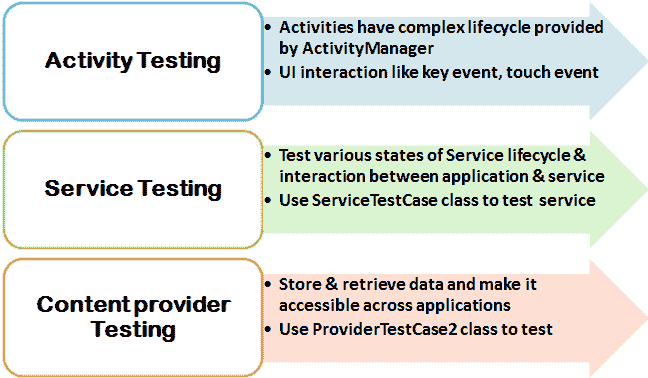 Activity Testing
• Activities have complex lifecycle provided
by ActivityManager
• UI interaction like key event, touch event
Service Testing
• Test various states of Service lifecycle &
interaction between application & service
• Use ServiceTestCase class to test service
Content provider
Testing
• Store & retrieve data and make it
accessible across applications
• Use ProviderTestCase2 class to test